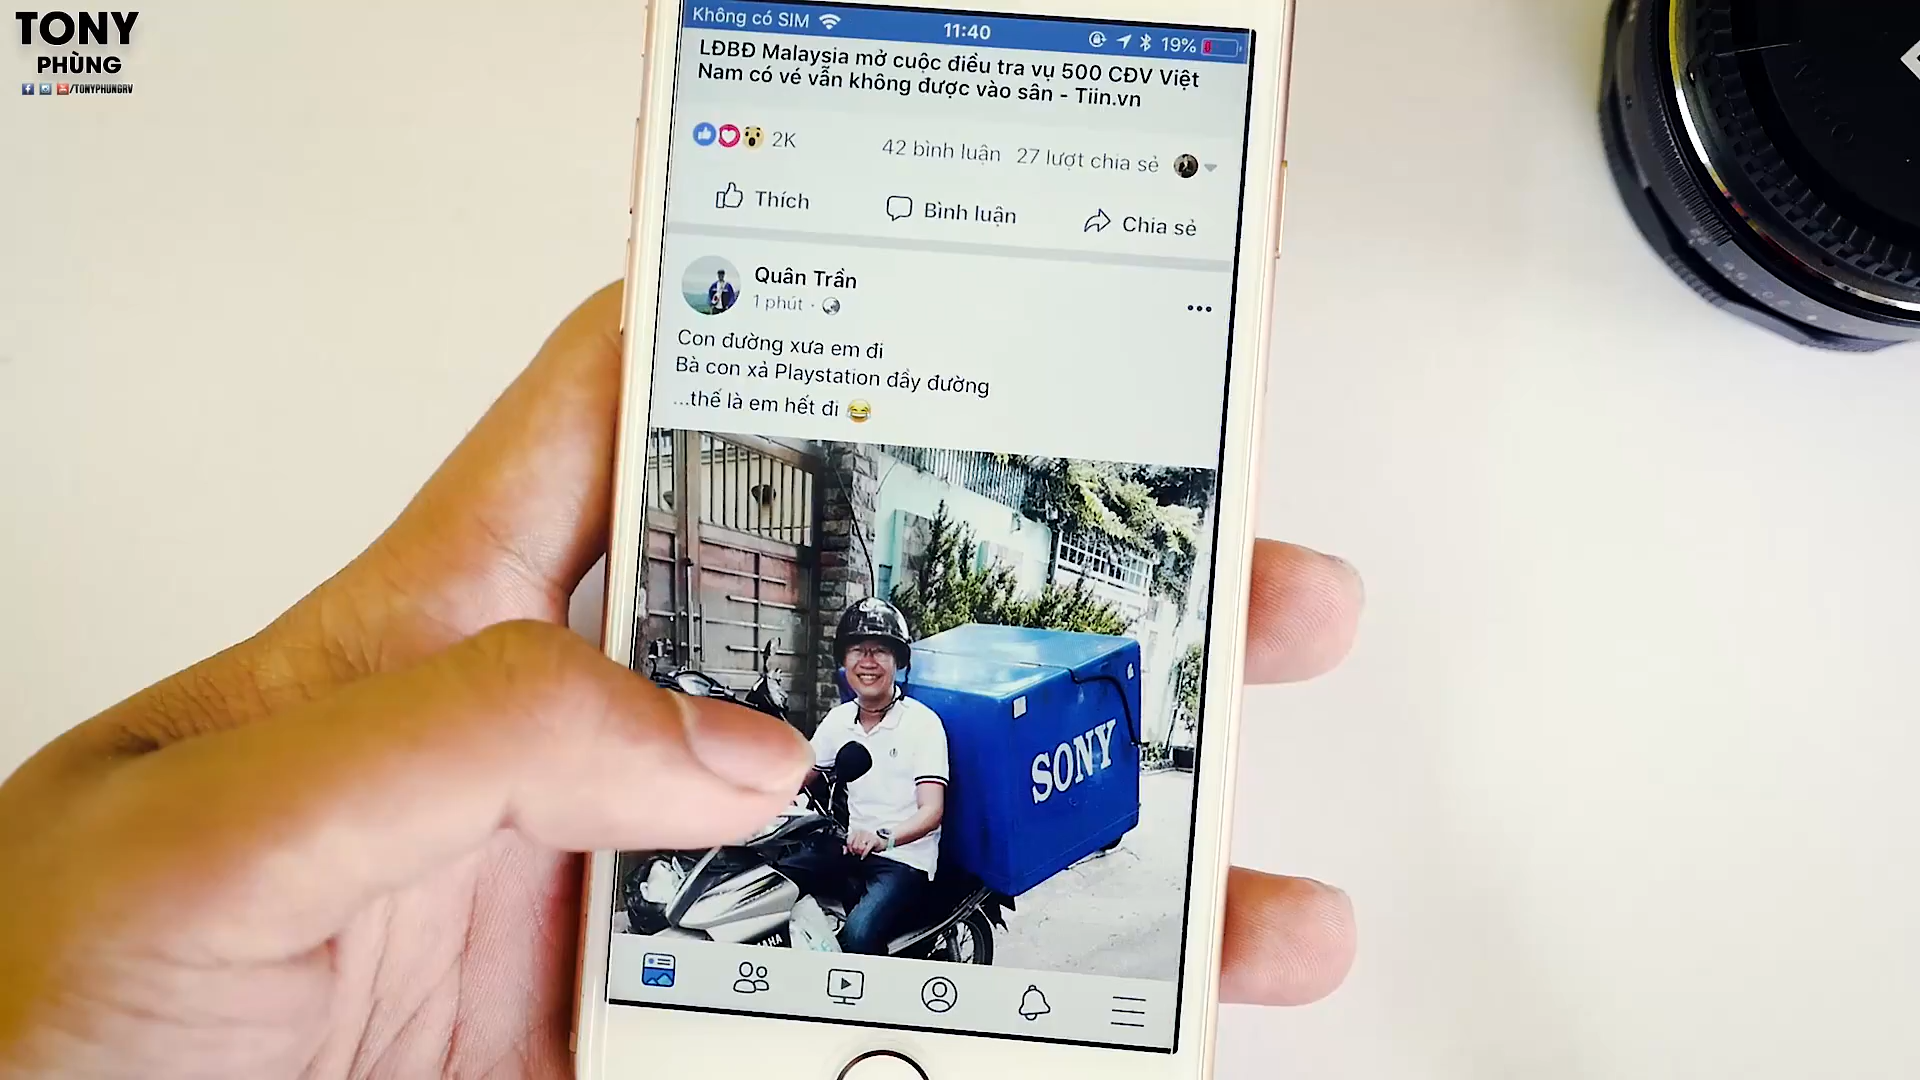 TONY
PHÙNG
/TONYPHUNGRV
Không có SIM
11:40
19%
LĐBĐ Malaysia mở cuộc điều tra vụ 500 CĐV Việt
Nam có vé vẫn không được vào sân - Tiin.vn
2K
42 bình luận
27 lượt chia sẻ
Thích
Bình luận
Chia sẻ
Quân Trần
1 phút
Con đường xưa em đi
Bà con xả Playstation đầy đường
...thế là em hết đi
SONY